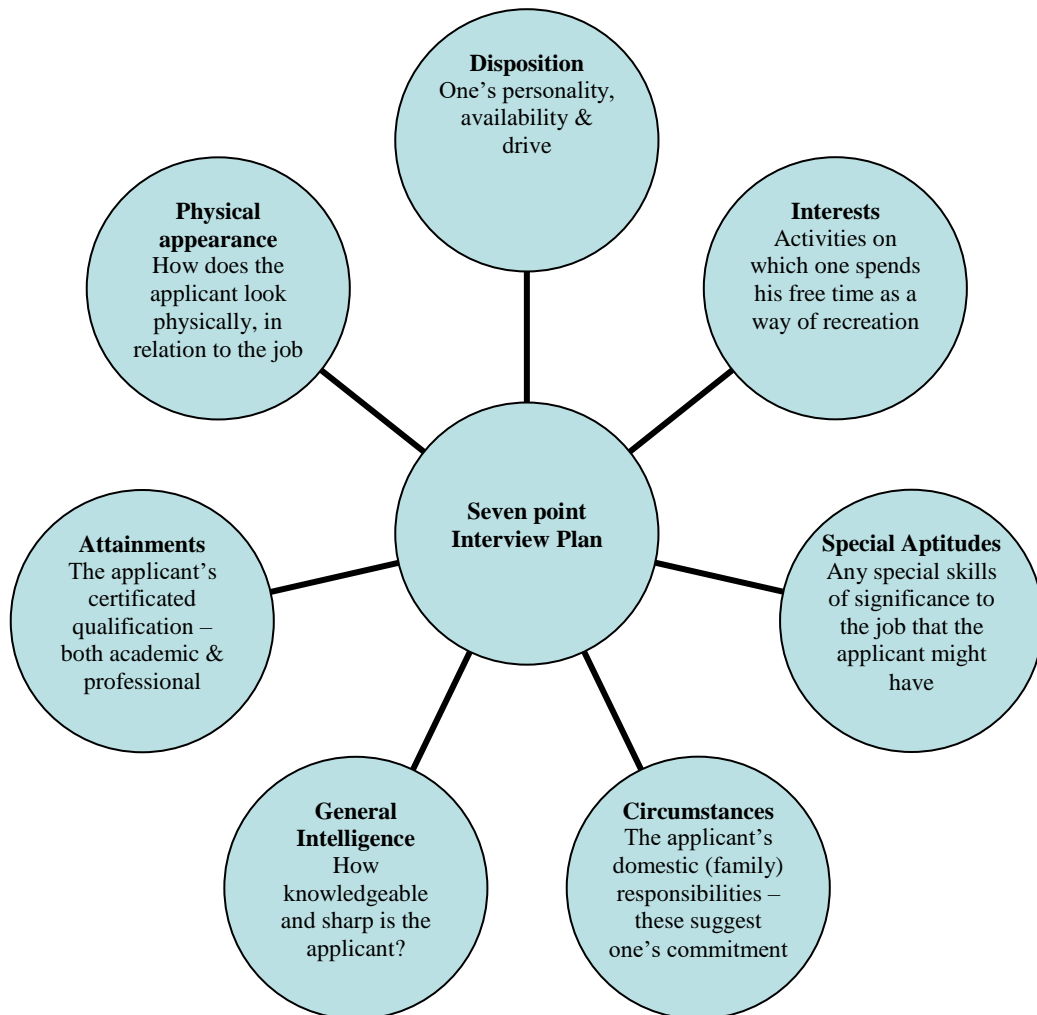 Disposition
One’s personality,
availability &
drive
Physical
appearance
How does the
applicant look
physically, in
relation to the job
Interests
Activities on
which one spends
his free time as a
way of recreation
Seven point
Interview Plan
Attainments
The applicant’s
certificated
qualification –
both academic &
professional
Special Aptitudes
Any special skills
of significance to
the job that the
applicant might
have
General
Intelligence
How
knowledgeable
and sharp is the
applicant?
Circumstances
The applicant’s
domestic (family)
responsibilities –
these suggest
one’s commitment